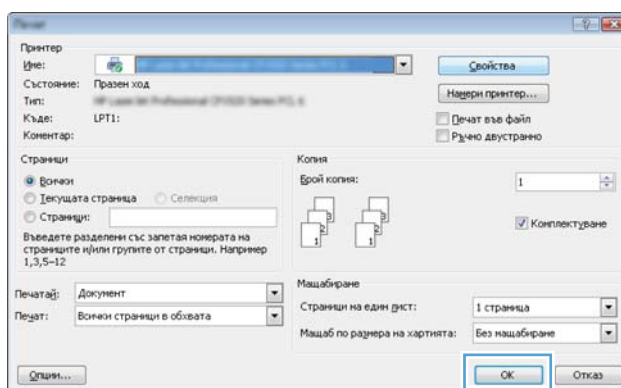 Принтер
Име:
Свойства
Състояние: Празен ход
Тип:
Намери принтер...
Къде: LPT1:
Печат във файл
Коментар:
Ръчно двустранно
Страници
Всички
Текущата страница Селекция
Страници:
Въведете разделени със запетая номерата на
страниците и/или групите от страници. Например
1,3,5–12
Копия
Брой копия: 1
Комплектуване
Печатай: Документ
Печат: Всички страници в обхвата
Мащабиране
Страници на един лист: 1 страница
Мащаб по размера на хартията: Без мащабиране
Опции...
OK
Отказ